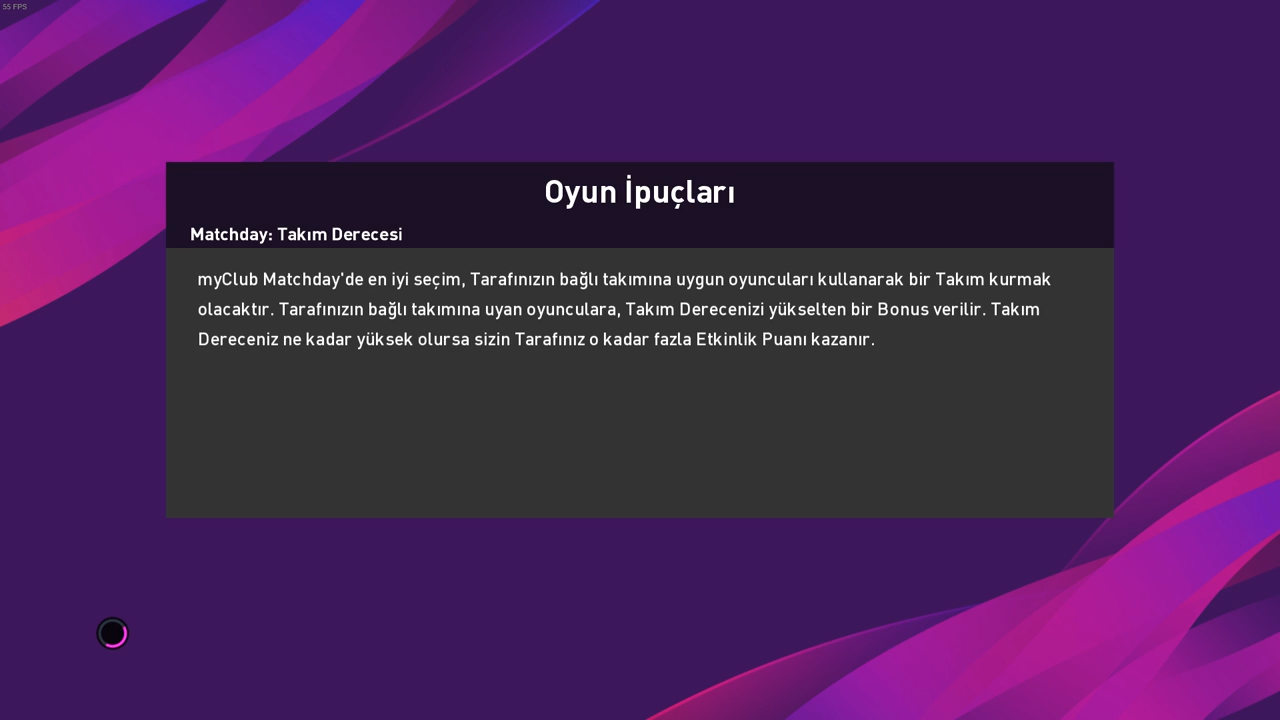 55 FPS
Oyun İpuçları
Matchday: Takım Derecesi
myClub Matchday'de en iyi seçim, Tarafınızın bağlı takımına uygun oyuncuları kullanarak bir Takım kurmak
olacaktır. Tarafınızın bağlı takımına uyan oyunculara, Takım Derecenizi yükselten bir Bonus verilir. Takım
Dereceniz ne kadar yüksek olursa sizin Tarafınız o kadar fazla Etkinlik Puanı kazanır.